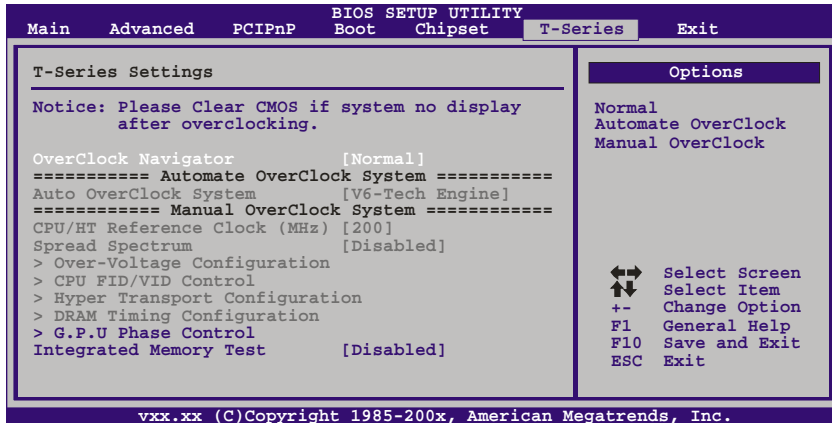 BIOS SETUP UTILITY
Main Advanced PCIPnP Boot Chipset T-Series Exit
T-Series Settings
Notice: Please Clear CMOS if system no display
after overclocking.
OverClock Navigator [Normal]
=========== Automate OverClock System ===========
Auto OverClock System [V6-Tech Engine]
============ Manual OverClock System ============
CPU/HT Reference Clock (MHz) [200]
Spread Spectrum [Disabled]
> Over-Voltage Configuration
> CPU FID/VID Control
> Hyper Transport Configuration
> DRAM Timing Configuration
> G.P.U Phase Control
Integrated Memory Test [Disabled]
Options
Normal
Automate OverClock
Manual OverClock
Select Screen
Select Item
+- Change Option
F1 General Help
F10 Save and Exit
ESC Exit
vxx.xx (C)Copyright 1985-200x, American Megatrends, Inc.